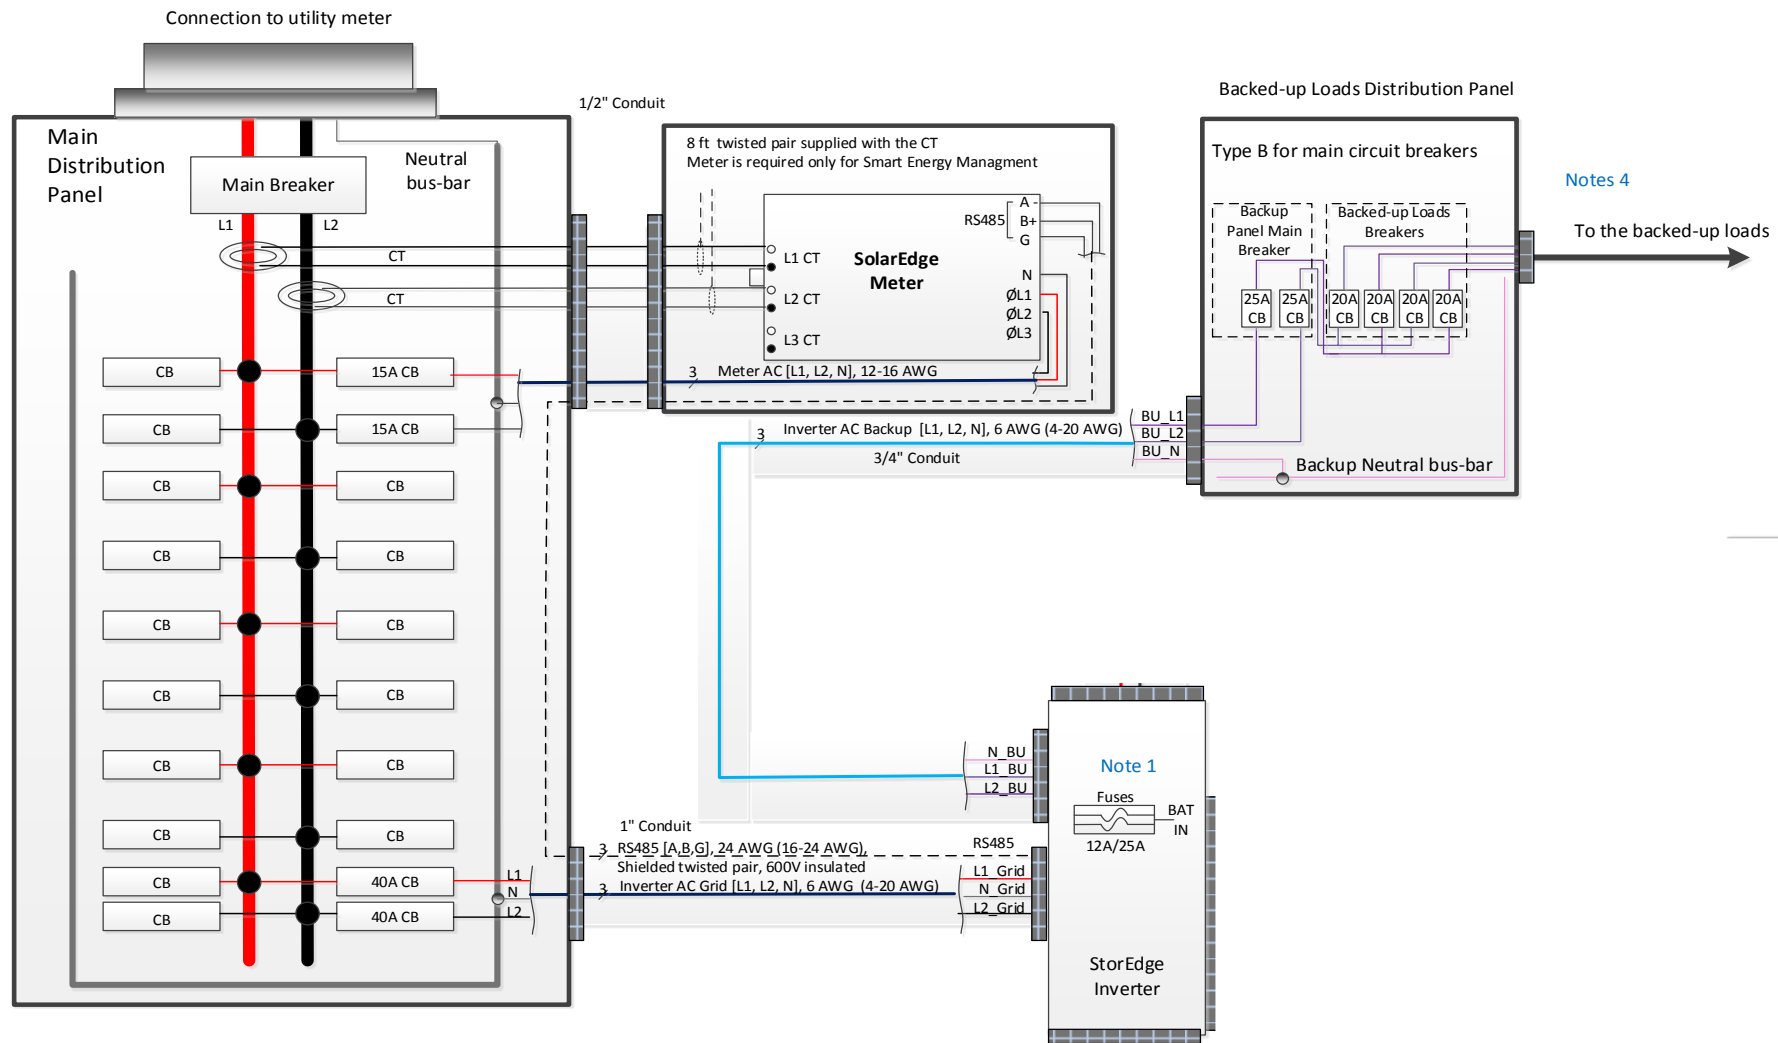 Connection to utility meter
Main
Distribution
Panel
Main Breaker
Neutral
bus-bar
L1
L2
CT
CT
CB
15A CB
CB
15A CB
CB
CB
CB
CB
CB
CB
CB
CB
CB
CB
CB
CB
CB
40A CB
CB
40A CB
L1
N
L2
1/2" Conduit
8 ft  twisted pair supplied with the CT
Meter is required only for Smart Energy Managment
SolarEdge
Meter
L1 CT
L2 CT
L3 CT
RS485
A -
B+
G
N
ØL1
ØL2
ØL3
3
Meter AC [L1, L2, N], 12-16 AWG
Backed-up Loads Distribution Panel
Type B for main circuit breakers
Backup
Panel Main
Breaker
Backed-up Loads
Breakers
25A
CB
25A
CB
20A
CB
20A
CB
20A
CB
20A
CB
Notes 4
To the backed-up loads
BU_L1
BU_L2
BU_N
Backup Neutral bus-bar
3
Inverter AC Backup  [L1, L2, N], 6 AWG (4-20 AWG)
3/4" Conduit
N_BU
L1_BU
L2_BU
Note 1
Fuses
12A/25A
BAT
IN
1" Conduit
3
RS485 [A,B,G], 24 AWG (16-24 AWG),
Shielded twisted pair, 600V insulated
3
Inverter AC Grid [L1, L2, N], 6 AWG  (4-20 AWG)
RS485
L1_Grid
N_Grid
L2_Grid
StorEdge
Inverter